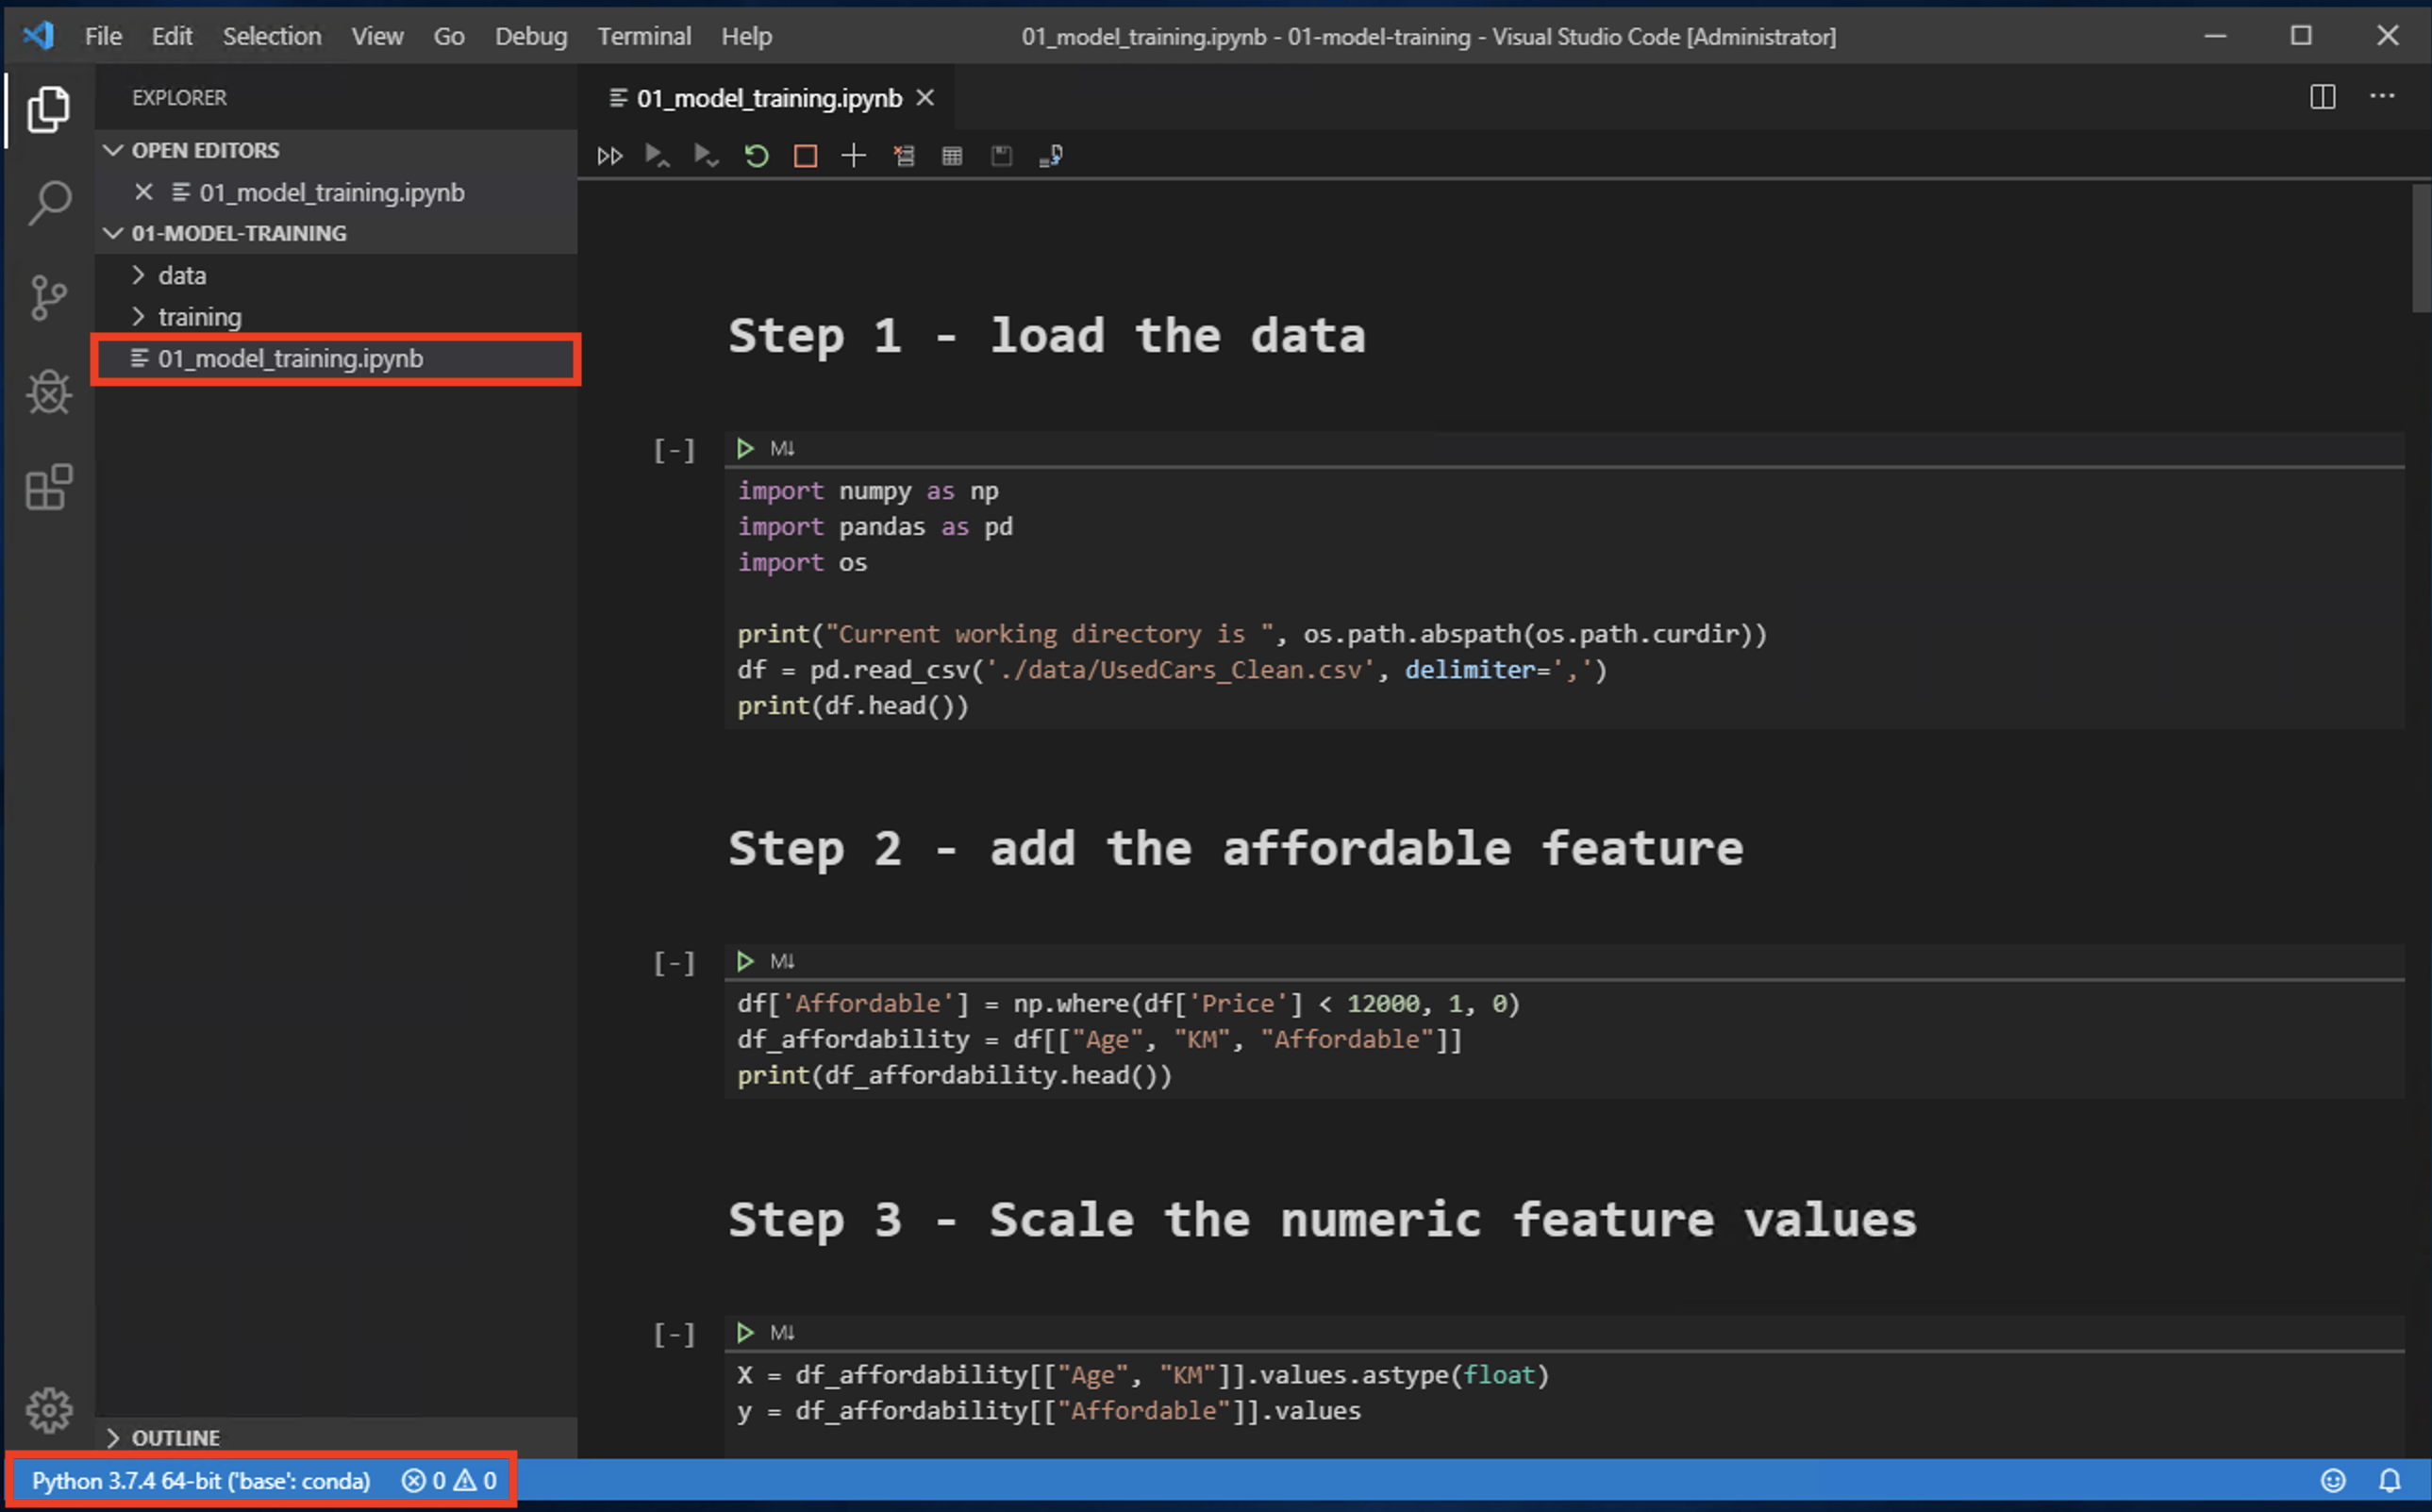 File Edit Selection View Go Debug Terminal Help
01_model_training.ipynb - 01-model-training - Visual Studio Code [Administrator]
EXPLORER
OPEN EDITORS
01_model_training.ipynb
01-MODEL-TRAINING
data
training
01_model_training.ipynb
OUTLINE
01_model_training.ipynb
Step 1 - load the data
[-] M↓
import numpy as np
import pandas as pd
import os
print("Current working directory is ", os.path.abspath(os.path.curdir))
df = pd.read_csv('./data/UsedCars_Clean.csv', delimiter=',')
print(df.head())
Step 2 - add the affordable feature
[-] M↓
df['Affordable'] = np.where(df['Price'] < 12000, 1, 0)
df_affordability = df[["Age", "KM", "Affordable"]]
print(df_affordability.head())
Step 3 - Scale the numeric feature values
[-] M↓
X = df_affordability[["Age", "KM"]].values.astype(float)
y = df_affordability[["Affordable"]].values
Python 3.7.4 64-bit ('base': conda) 0 0